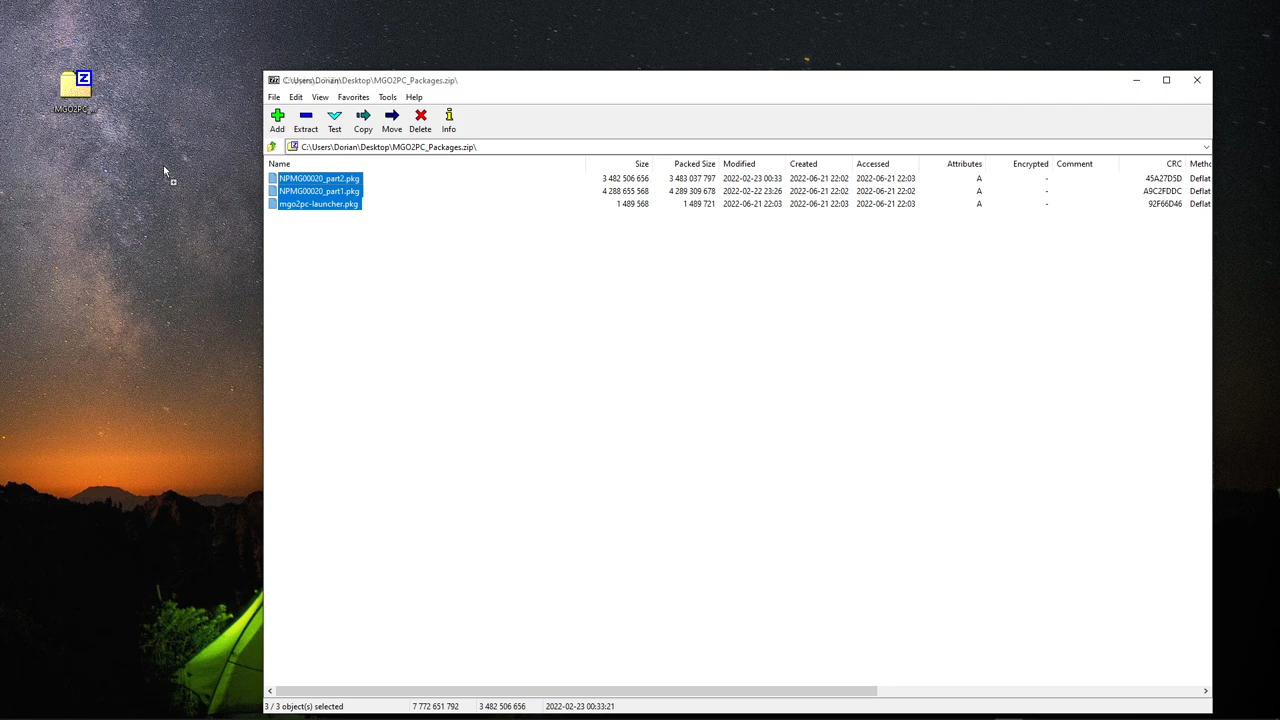 Z
MGO2PC_...
C:\Users\Dorian\Desktop\MGO2PC_Packages.zip\
File Edit View Favorites Tools Help
Add Extract Test Copy Move Delete Info
C:\Users\Dorian\Desktop\MGO2PC_Packages.zip\
Name Size Packed Size Modified Created Accessed Attributes Encrypted Comment CRC Metho
NPMG00020_part2.pkg 3 482 506 656 3 483 037 797 2022-02-23 00:33 2022-06-21 22:02 2022-06-21 22:03 A - 45A27D5D Deflat
NPMG00020_part1.pkg 4 288 655 568 4 289 309 678 2022-02-22 23:26 2022-06-21 22:02 2022-06-21 22:02 A - A9C2FDDC Deflat
mgo2pc-launcher.pkg 1 489 568 1 489 721 2022-06-21 22:03 2022-06-21 22:03 2022-06-21 22:03 A - 92F66D46 Deflat
3 / 3 object(s) selected 7 772 651 792 3 482 506 656 2022-02-23 00:33:21